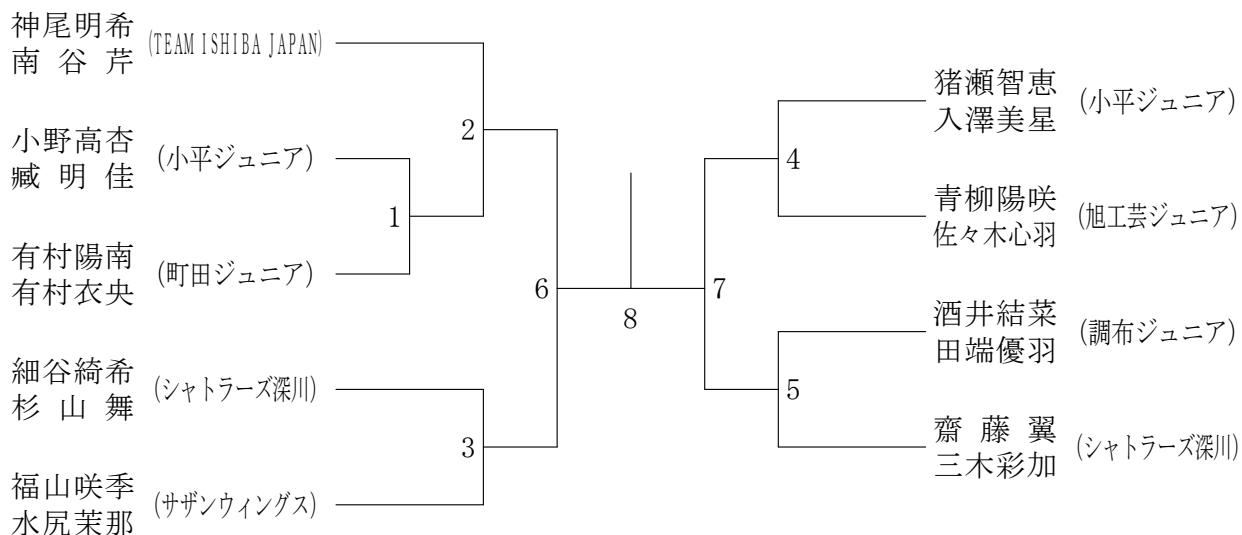 神尾明希
南谷芹
(TEAM ISHIBA JAPAN)
小野高杏
臧明佳
(小平ジュニア)
有村陽南
有村衣央
(町田ジュニア)
細谷綺希
杉山舞
(シャトラーズ深川)
福山咲季
水尻茉那
(サザンウィングス)
1
2
3
6
8
7
4
5
猪瀬智恵
入澤美星
(小平ジュニア)
青柳陽咲
佐々木心羽
(旭工芸ジュニア)
酒井結菜
田端優羽
(調布ジュニア)
齋藤翼
三木彩加
(シャトラーズ深川)